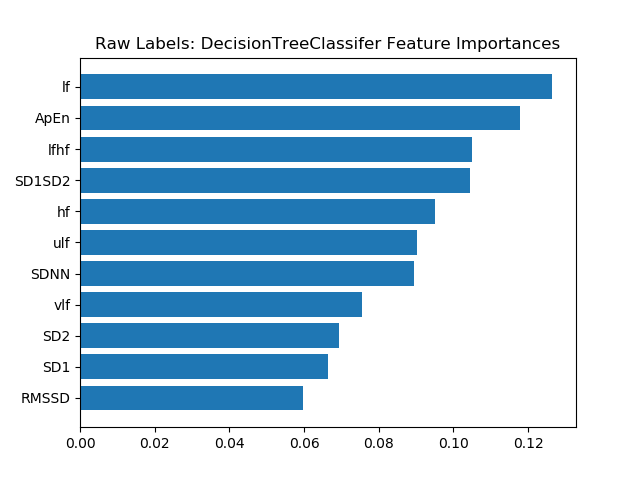 Raw Labels: DecisionTreeClassifer Feature Importances
lf
ApEn
lfhf
SD1SD2
hf
ulf
SDNN
vlf
SD2
SD1
RMSSD
0.00 0.02 0.04 0.06 0.08 0.10 0.12